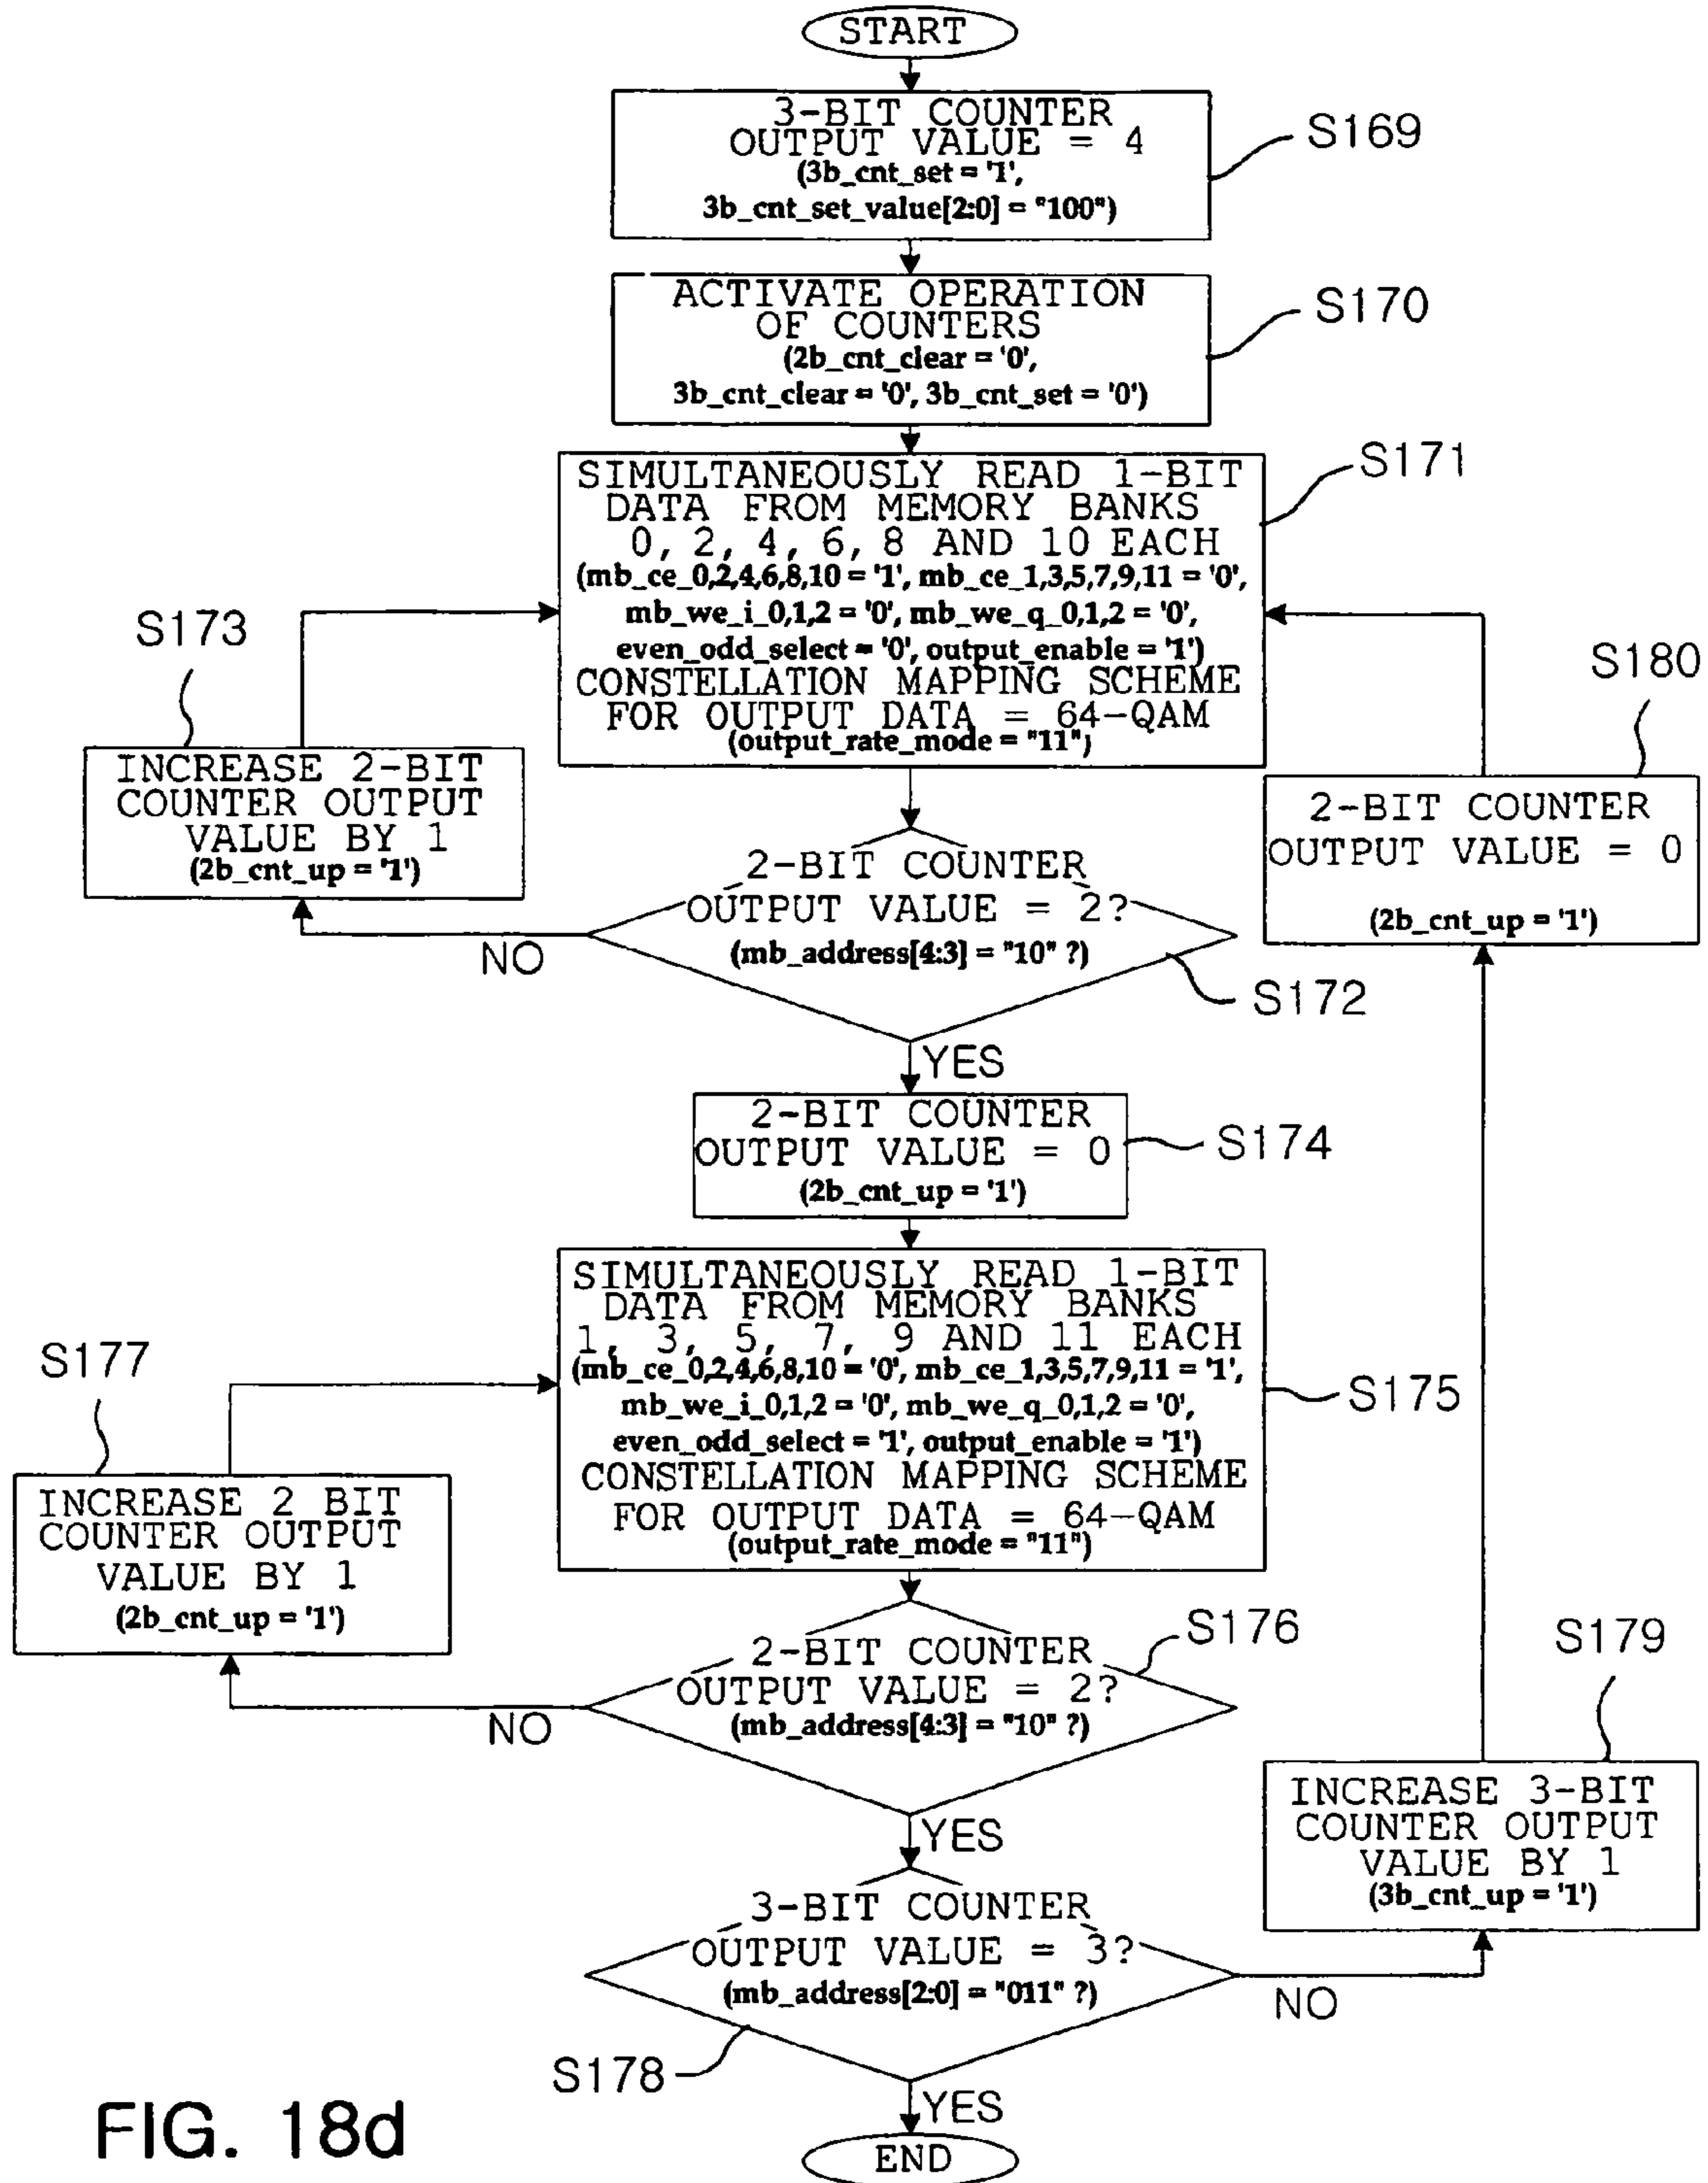 START
3-BIT COUNTER
OUTPUT VALUE = 4
(3b_cnt_set = '1',
3b_cnt_set_value[2:0] = "100")
S169
ACTIVATE OPERATION
OF COUNTERS
(2b_cnt_clear = '0',
3b_cnt_clear = '0', 3b_cnt_set = '0')
S170
SIMULTANEOUSLY READ 1-BIT
DATA FROM MEMORY BANKS
0, 2, 4, 6, 8 AND 10 EACH
(mb_ce_0,2,4,6,8,10 = '1', mb_ce_1,3,5,7,9,11 = '0',
mb_we_i_0,1,2 = '0', mb_we_q_0,1,2 = '0',
even_odd_select = '0', output_enable = '1')
CONSTELLATION MAPPING SCHEME
FOR OUTPUT DATA = 64-QAM
(output_rate_mode = "11")
S171
S173
INCREASE 2-BIT
COUNTER OUTPUT
VALUE BY 1
(2b_cnt_up = '1')
S180
2-BIT COUNTER
OUTPUT VALUE = 0
(2b_cnt_up = '1')
2-BIT COUNTER
OUTPUT VALUE = 2?
(mb_address[4:3] = "10" ?)
NO
S172
YES
2-BIT COUNTER
OUTPUT VALUE = 0
(2b_cnt_up = '1')
S174
SIMULTANEOUSLY READ 1-BIT
DATA FROM MEMORY BANKS
1, 3, 5, 7, 9 AND 11 EACH
(mb_ce_0,2,4,6,8,10 = '0', mb_ce_1,3,5,7,9,11 = '1',
mb_we_i_0,1,2 = '0', mb_we_q_0,1,2 = '0',
even_odd_select = '1', output_enable = '1')
CONSTELLATION MAPPING SCHEME
FOR OUTPUT DATA = 64-QAM
(output_rate_mode = "11")
S175
S177
INCREASE 2 BIT
COUNTER OUTPUT
VALUE BY 1
(2b_cnt_up = '1')
2-BIT COUNTER
OUTPUT VALUE = 2?
(mb_address[4:3] = "10" ?)
S176
NO
YES
S179
INCREASE 3-BIT
COUNTER OUTPUT
VALUE BY 1
(3b_cnt_up = '1')
3-BIT COUNTER
OUTPUT VALUE = 3?
(mb_address[2:0] = "011" ?)
NO
S178
YES
END
FIG. 18d